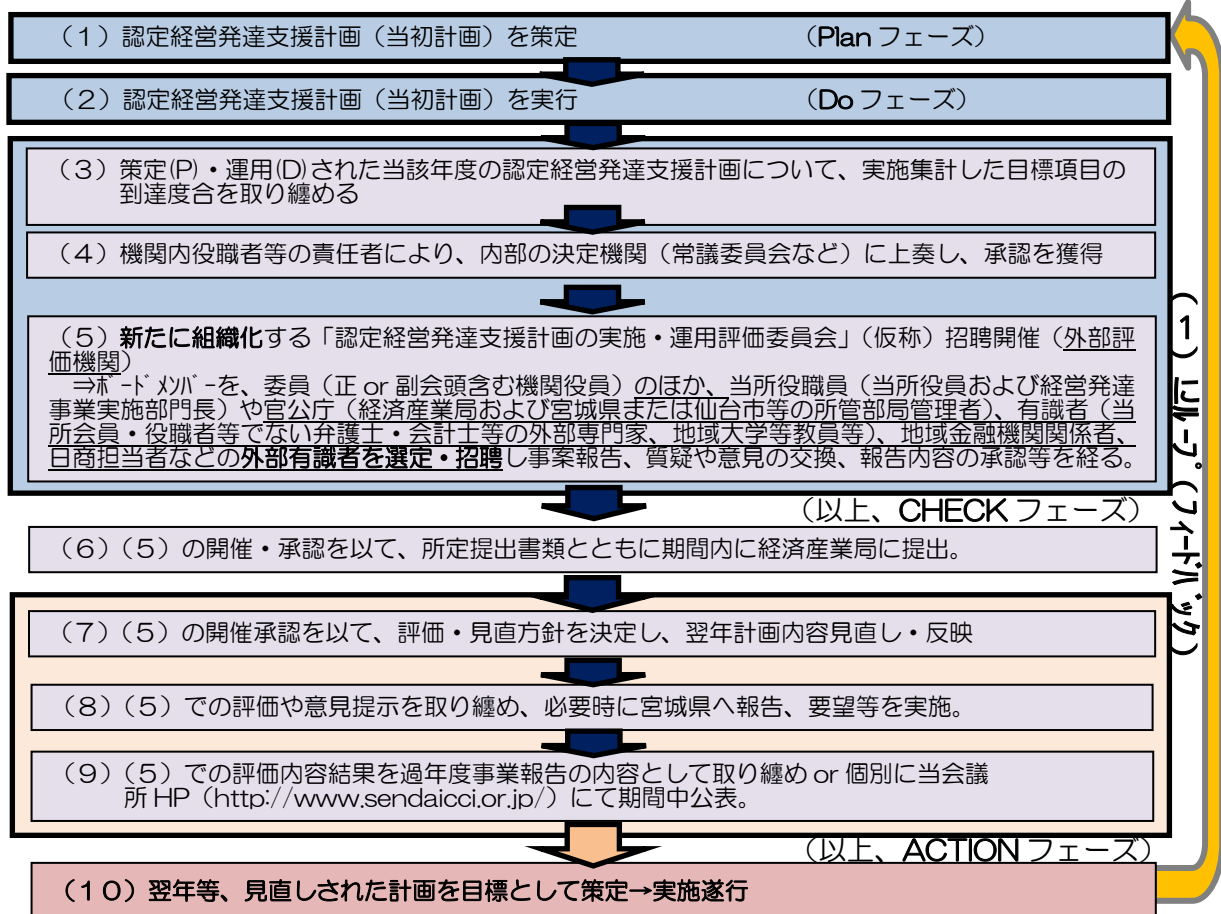 （１）認定経営発達支援計画（当初計画）を策定　（Planフェーズ）
（２）認定経営発達支援計画（当初計画）を実行　（Doフェーズ）
（３）策定(P)・運用(D)された当該年度の認定経営発達支援計画について、実施集計した目標項目の
到達度合を取り纏める
（４）機関内役職者等の責任者により、内部の決定機関（常議委員会など）に上奏し、承認を獲得
（５）新たに組織化する「認定経営発達支援計画の実施・運用評価委員会」（仮称）招聘開催（外部評
価機関）
⇒ﾎﾞｰﾄﾞﾒﾝﾊﾞｰを、委員（正or副会頭含む機関役員）のほか、当所役職員（当所役員および経営発達
事業実施部門長）や官公庁（経済産業局および宮城県または仙台市等の所管部局管理者）、有識者（当
所会員・役職者等でない弁護士・会計士等の外部専門家、地域大学等教員等）、地域金融機関関係者、
日商担当者などの外部有識者を選定・招聘し事案報告、質疑や意見の交換、報告内容の承認等を経る。
（以上、CHECKフェーズ）
（６）（５）の開催・承認を以て、所定提出書類とともに期間内に経済産業局に提出。
（７）（５）の開催承認を以て、評価・見直方針を決定し、翌年計画内容見直し・反映
（８）（５）での評価や意見提示を取り纏め、必要時に宮城県へ報告、要望等を実施。
（９）（５）での評価内容結果を過年度事業報告の内容として取り纏めor個別に当会議
所HP（http://www.sendaicci.or.jp/）にて期間中公表。
（以上、ACTIONフェーズ）
（１０）翌年等、見直しされた計画を目標として策定→実施遂行
（１）にﾙｰﾌﾟ（フィードバック）